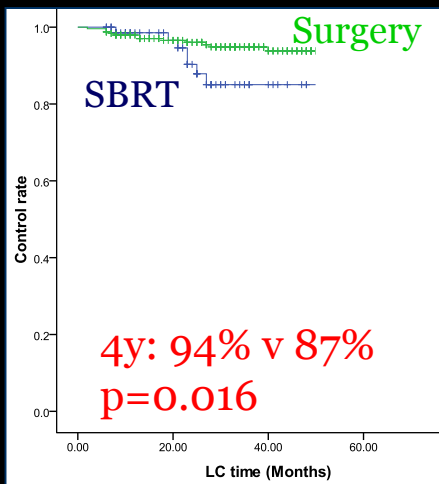 Surgery
SBRT
Control rate
1.0
0.8
0.6
0.4
0.2
0.0
4y: 94% v 87%
p=0.016
0.00 20.00 40.00 60.00
LC time (Months)